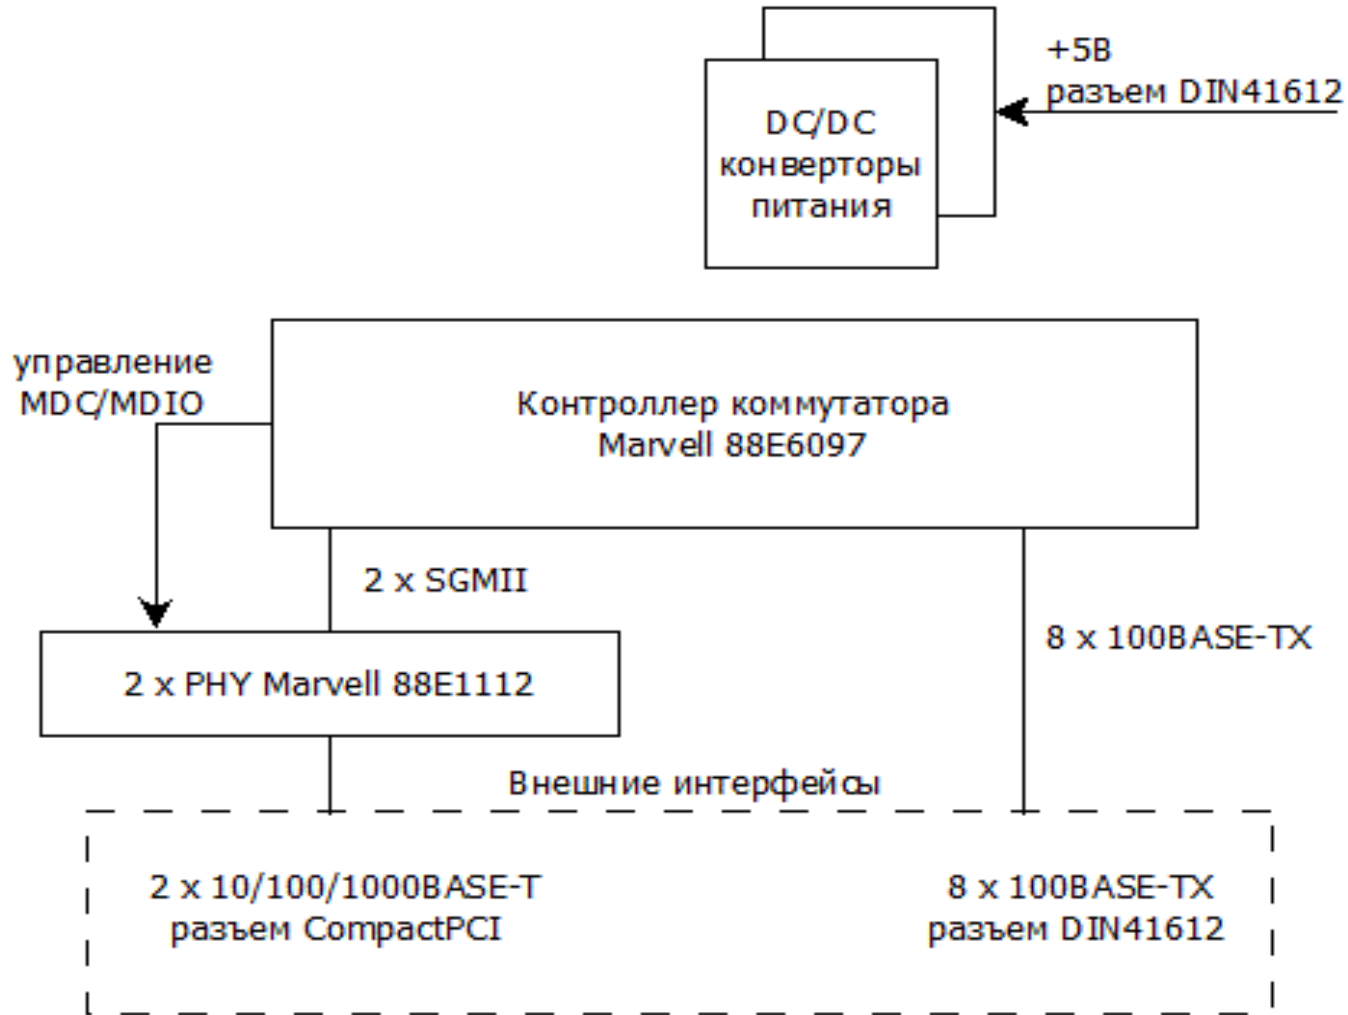 +5В
разъем DIN41612
DC/DC
конверторы
питания
управление
MDC/MDIO
Контроллер коммутатора
Marvell 88E6097
2 x SGMII
8 x 100BASE-TX
2 x PHY Marvell 88E1112
Внешние интерфейсы
2 x 10/100/1000BASE-T
разъем CompactPCI
8 x 100BASE-TX
разъем DIN41612